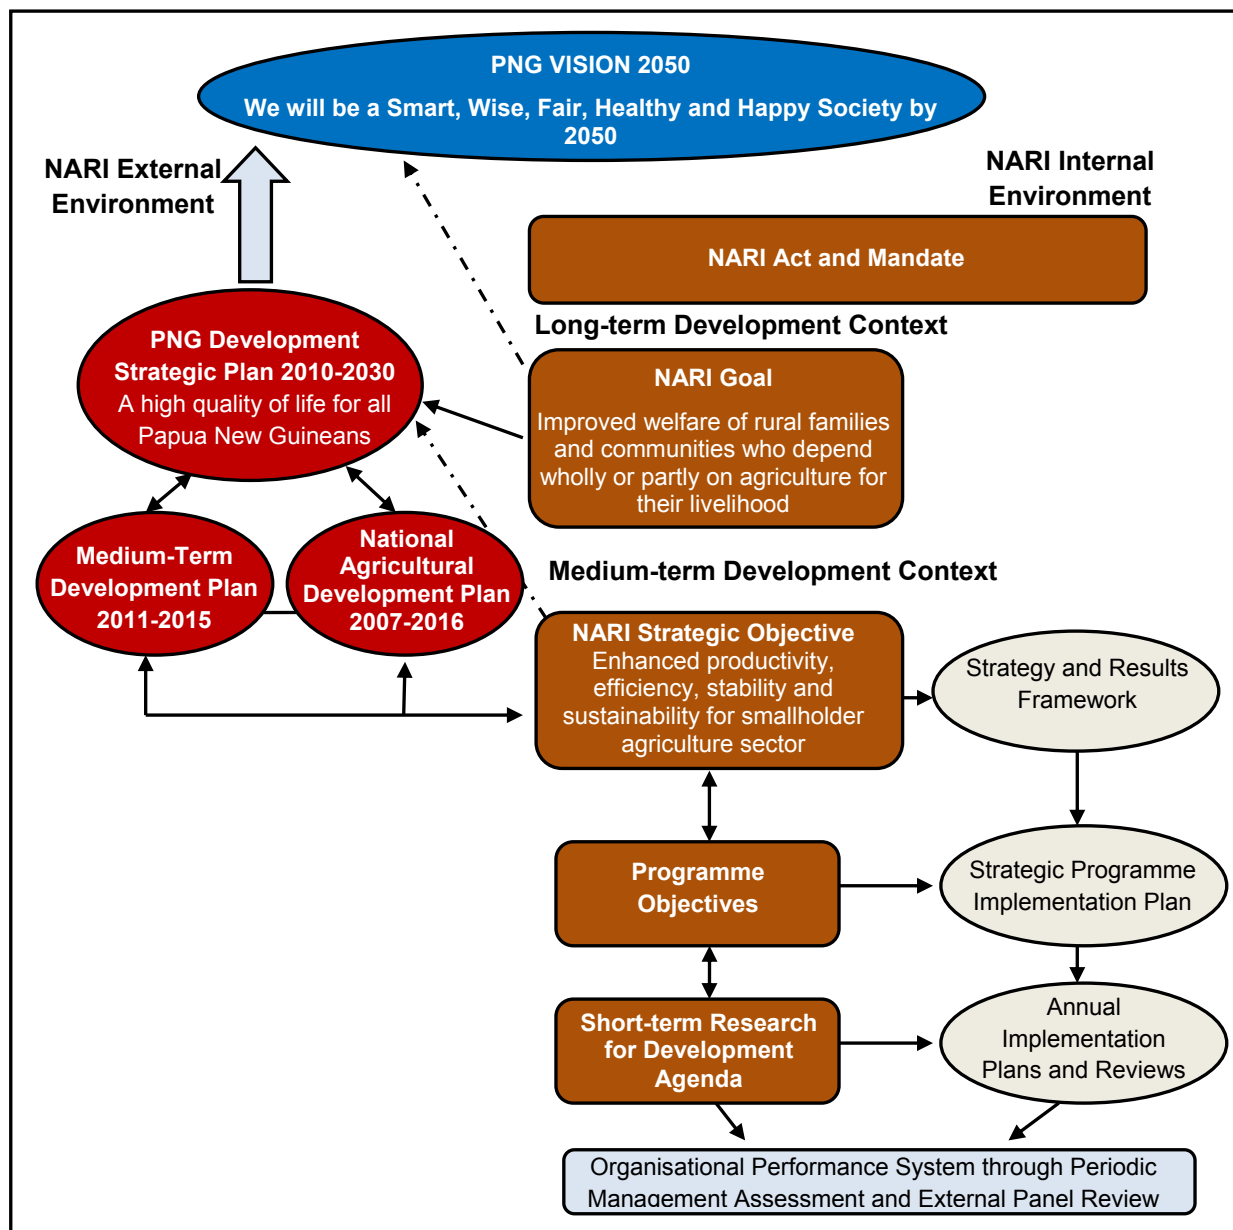 PNG VISION 2050
We will be a Smart, Wise, Fair, Healthy and Happy Society by
2050
NARI External
Environment
NARI Internal
Environment
NARI Act and Mandate
Long-term Development Context
PNG Development
Strategic Plan 2010-2030
A high quality of life for all
Papua New Guineans
NARI Goal
Improved welfare of rural families
and communities who depend
wholly or partly on agriculture for
their livelihood
Medium-Term
Development Plan
2011-2015
National
Agricultural
Development Plan
2007-2016
Medium-term Development Context
NARI Strategic Objective
Enhanced productivity,
efficiency, stability and
sustainability for smallholder
agriculture sector
Strategy and Results
Framework
Programme
Objectives
Strategic Programme
Implementation Plan
Short-term Research
for Development
Agenda
Annual
Implementation
Plans and Reviews
Organisational Performance System through Periodic
Management Assessment and External Panel Review